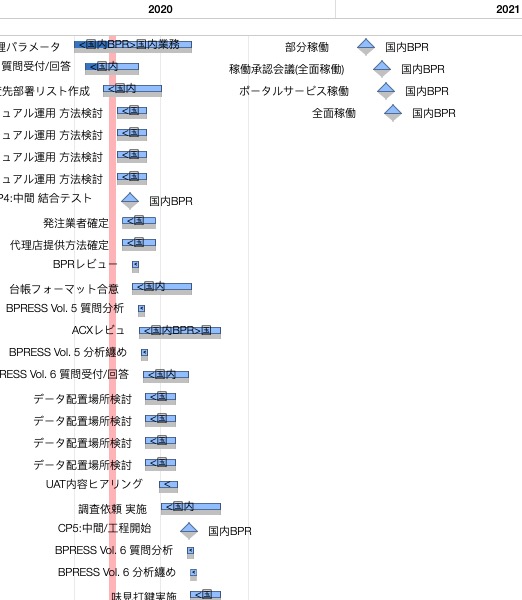 2020 2021
理パラメータ <国内BPR>国内業務 部分稼働 国内BPR
質問受付/回答 <国内 稼働承認会議(全面稼働) 国内BPR
先部署リスト作成 <国内 ポータルサービス稼働 国内BPR
ュアル運用 方法検討 <国 全面稼働 国内BPR
ュアル運用 方法検討 <国
ュアル運用 方法検討 <国
ュアル運用 方法検討 <国
P4:中間 結合テスト 国内BPR
発注業者確定 <国
代理店提供方法確定 <国
BPRレビュー <
台帳フォーマット合意 <国内
BPRESS Vol. 5 質問分析 <
ACXレビュ <国内BPR>国
BPRESS Vol. 5 分析纏め <
RESS Vol. 6 質問受付/回答 <国内
データ配置場所検討 <国
データ配置場所検討 <国
データ配置場所検討 <国
データ配置場所検討 <国
UAT内容ヒアリング <
調査依頼 実施 <国内
CP5:中間/工程開始 国内BPR
BPRESS Vol. 6 質問分析 <
BPRESS Vol. 6 分析纏め <
味見打鍵実施 <国